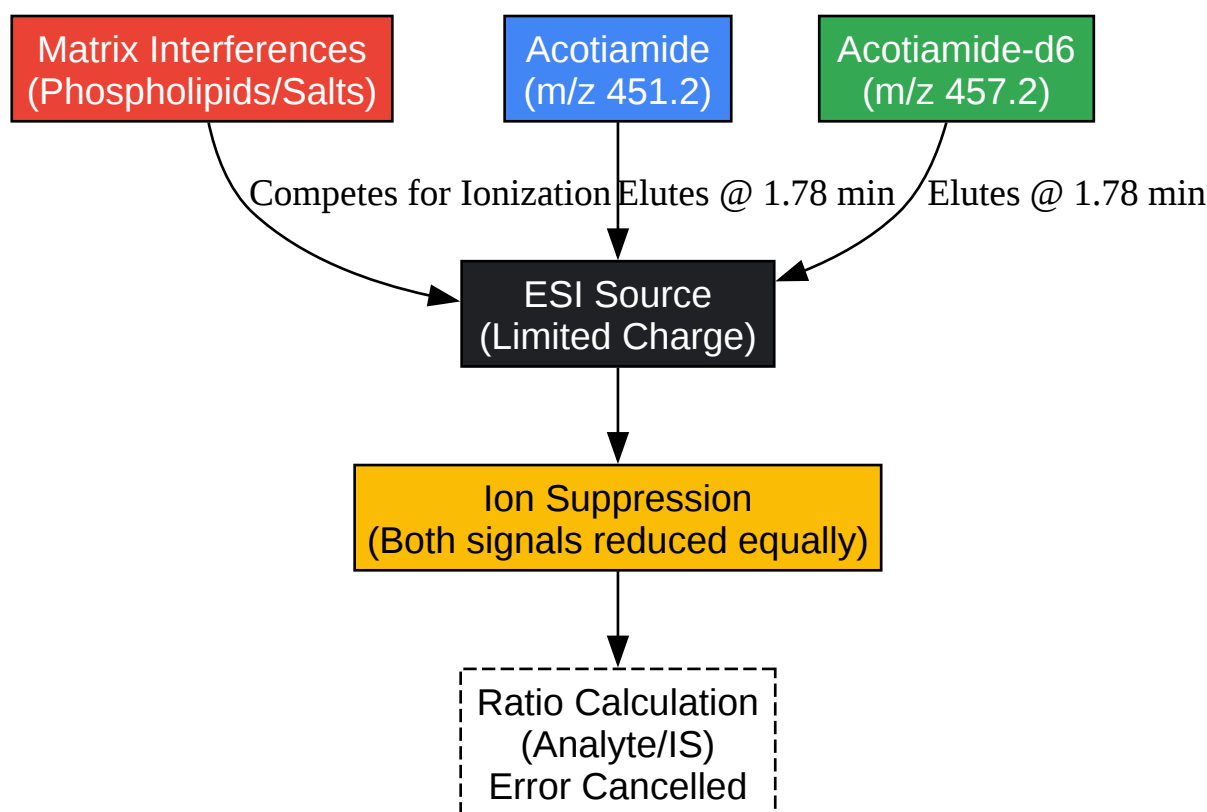 Matrix Interferences
(Phospholipids/Salts)
Acotiamide
(m/z 451.2)
Acotiamide-d6
(m/z 457.2)
Competes for Ionization
Elutes @ 1.78 min
Elutes @ 1.78 min
ESI Source
(Limited Charge)
Ion Suppression
(Both signals reduced equally)
Ratio Calculation
(Analyte/IS)
Error Cancelled